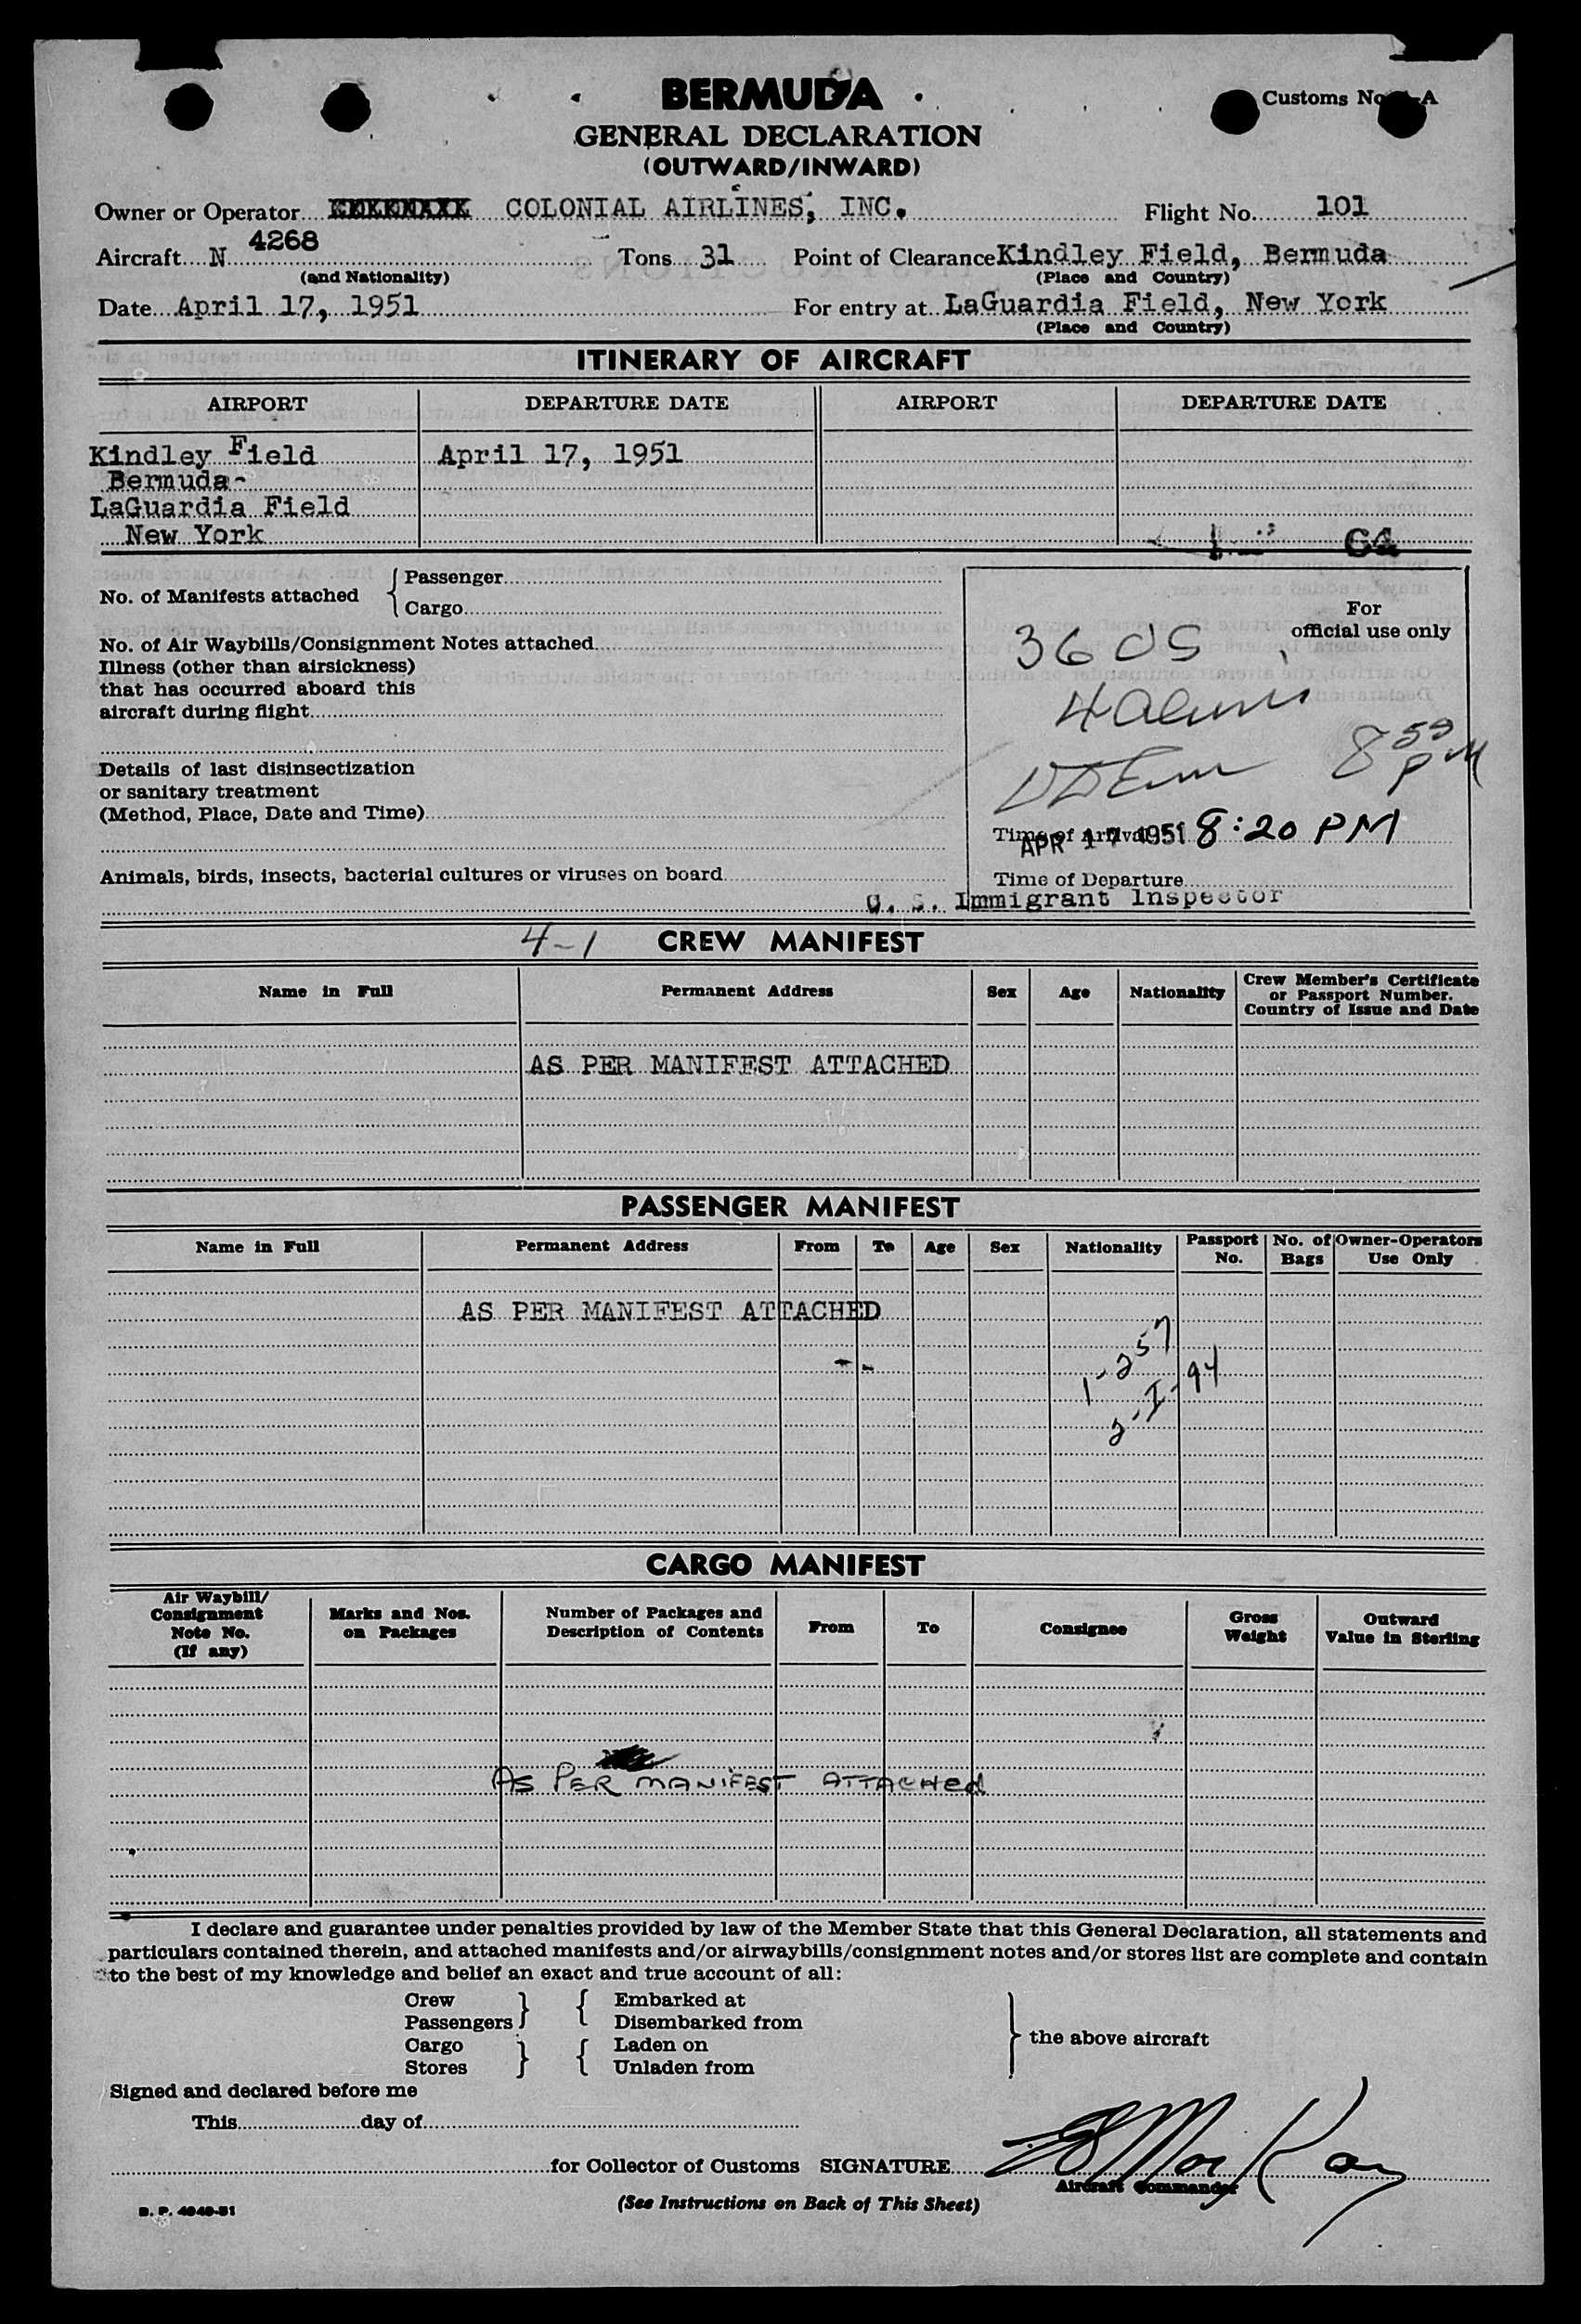 BERMUDA
Customs No. -A
GENERAL DECLARATION
(OUTWARD/INWARD)
Owner or Operator COLONIAL AIRLINES, INC. Flight No. 101
Aircraft N 4268 Tons 31 Point of Clearance Kindley Field, Bermuda
(and Nationality) (Place and Country)
Date April 17, 1951 For entry at LaGuardia Field, New York
(Place and Country)
ITINERARY OF AIRCRAFT
AIRPORT DEPARTURE DATE AIRPORT DEPARTURE DATE
Kindley Field April 17, 1951
Bermuda-
LaGuardia Field
New York
No. of Manifests attached { Passenger
Cargo
For
official use only
36 US
No. of Air Waybills/Consignment Notes attached
Illness (other than airsickness)
that has occurred aboard this
aircraft during flight
4 aliens
8 59 PM
Details of last disinsectization
or sanitary treatment
(Method, Place, Date and Time)
Time of Arrival 8:20 PM
APR 17 1951
Animals, birds, insects, bacterial cultures or viruses on board
Time of Departure
U. S. Immigrant Inspector
4-1 CREW MANIFEST
Name in Full Permanent Address Sex Age Nationality Crew Member's Certificate
or Passport Number.
Country of Issue and Date
AS PER MANIFEST ATTACHED
PASSENGER MANIFEST
Name in Full Permanent Address From To Age Sex Nationality Passport No. No. of Bags Owner-Operators Use Only
AS PER MANIFEST ATTACHED
1-257
2-I-94
CARGO MANIFEST
Air Waybill/
Consignment
Note No.
(If any)
Marks and Nos.
on Packages
Number of Packages and
Description of Contents
From To Consignee
Gross
Weight
Outward
Value in Sterling
AS PER MANIFEST ATTACHED
I declare and guarantee under penalties provided by law of the Member State that this General Declaration, all statements and
particulars contained therein, and attached manifests and/or airwaybills/consignment notes and/or stores list are complete and contain
to the best of my knowledge and belief an exact and true account of all:
Crew } { Embarked at
Passengers Disembarked from
Cargo } { Laden on
Stores Unladen from
} the above aircraft
Signed and declared before me
This day of
for Collector of Customs SIGNATURE
Aircraft Commander
(See Instructions on Back of This Sheet)
B. P. 4040-51